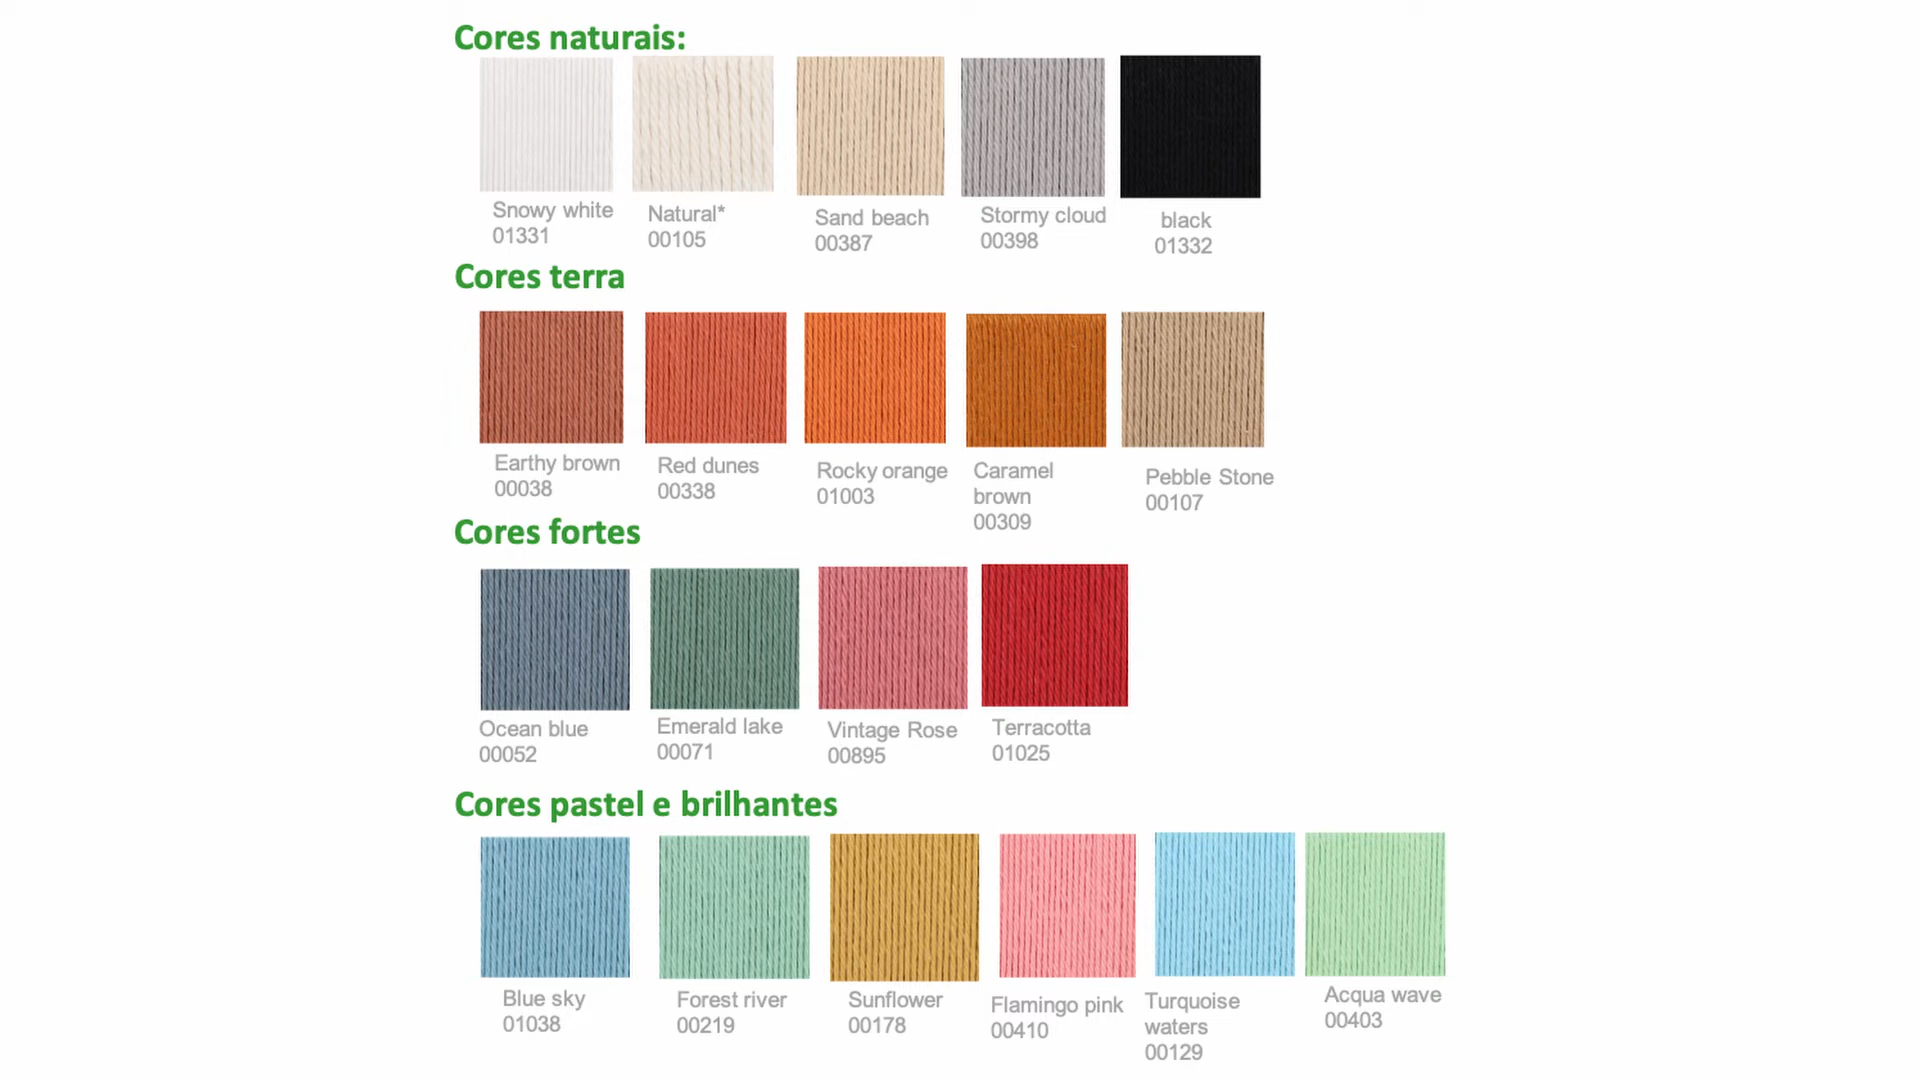 Cores naturais:
Snowy white
01331
Natural*
00105
Sand beach
00387
Stormy cloud
00398
black
01332
Cores terra
Earthy brown
00038
Red dunes
00338
Rocky orange
01003
Caramel
brown
00309
Pebble Stone
00107
Cores fortes
Ocean blue
00052
Emerald lake
00071
Vintage Rose
00895
Terracotta
01025
Cores pastel e brilhantes
Blue sky
01038
Forest river
00219
Sunflower
00178
Flamingo pink
00410
Turquoise
waters
00129
Acqua wave
00403